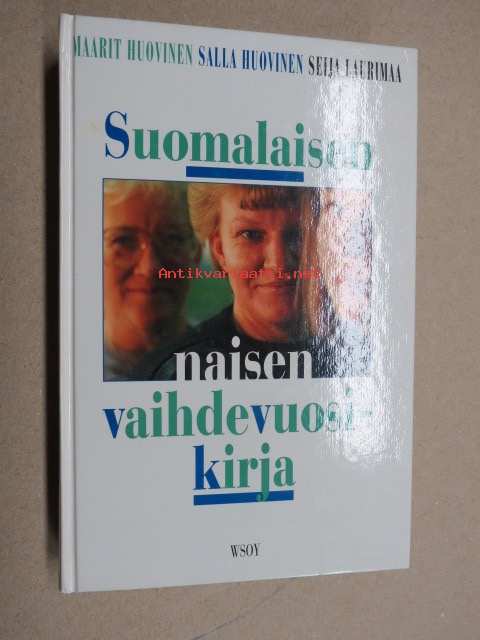 MAARIT HUOVINEN SALLA HUOVINEN SEIJA LAURIMAA
Suomalaisen
Antikvariaatti.net
naisen
vaihdevuosi-
kirja
WSOY